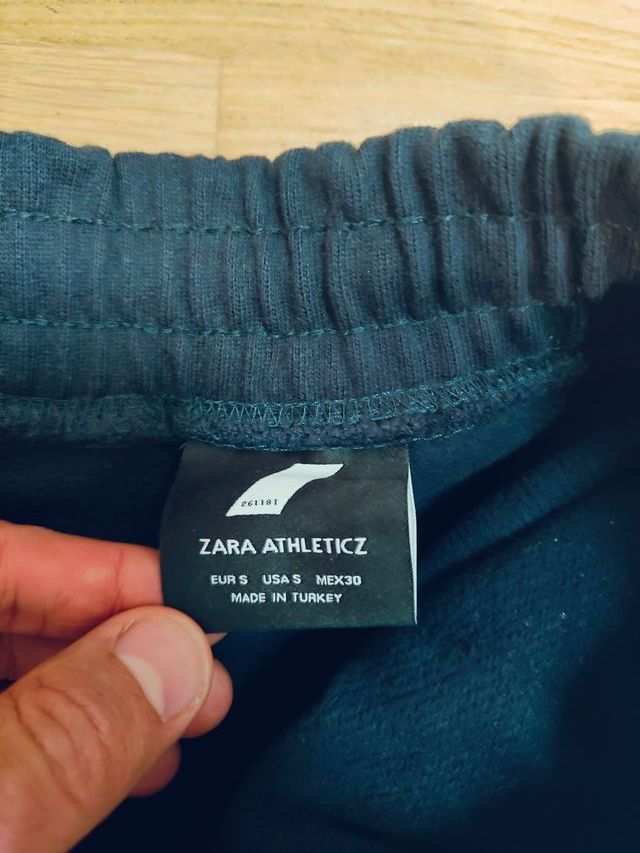 261181
ZARA ATHLETICZ
EUR S USA S MEX30
MADE IN TURKEY